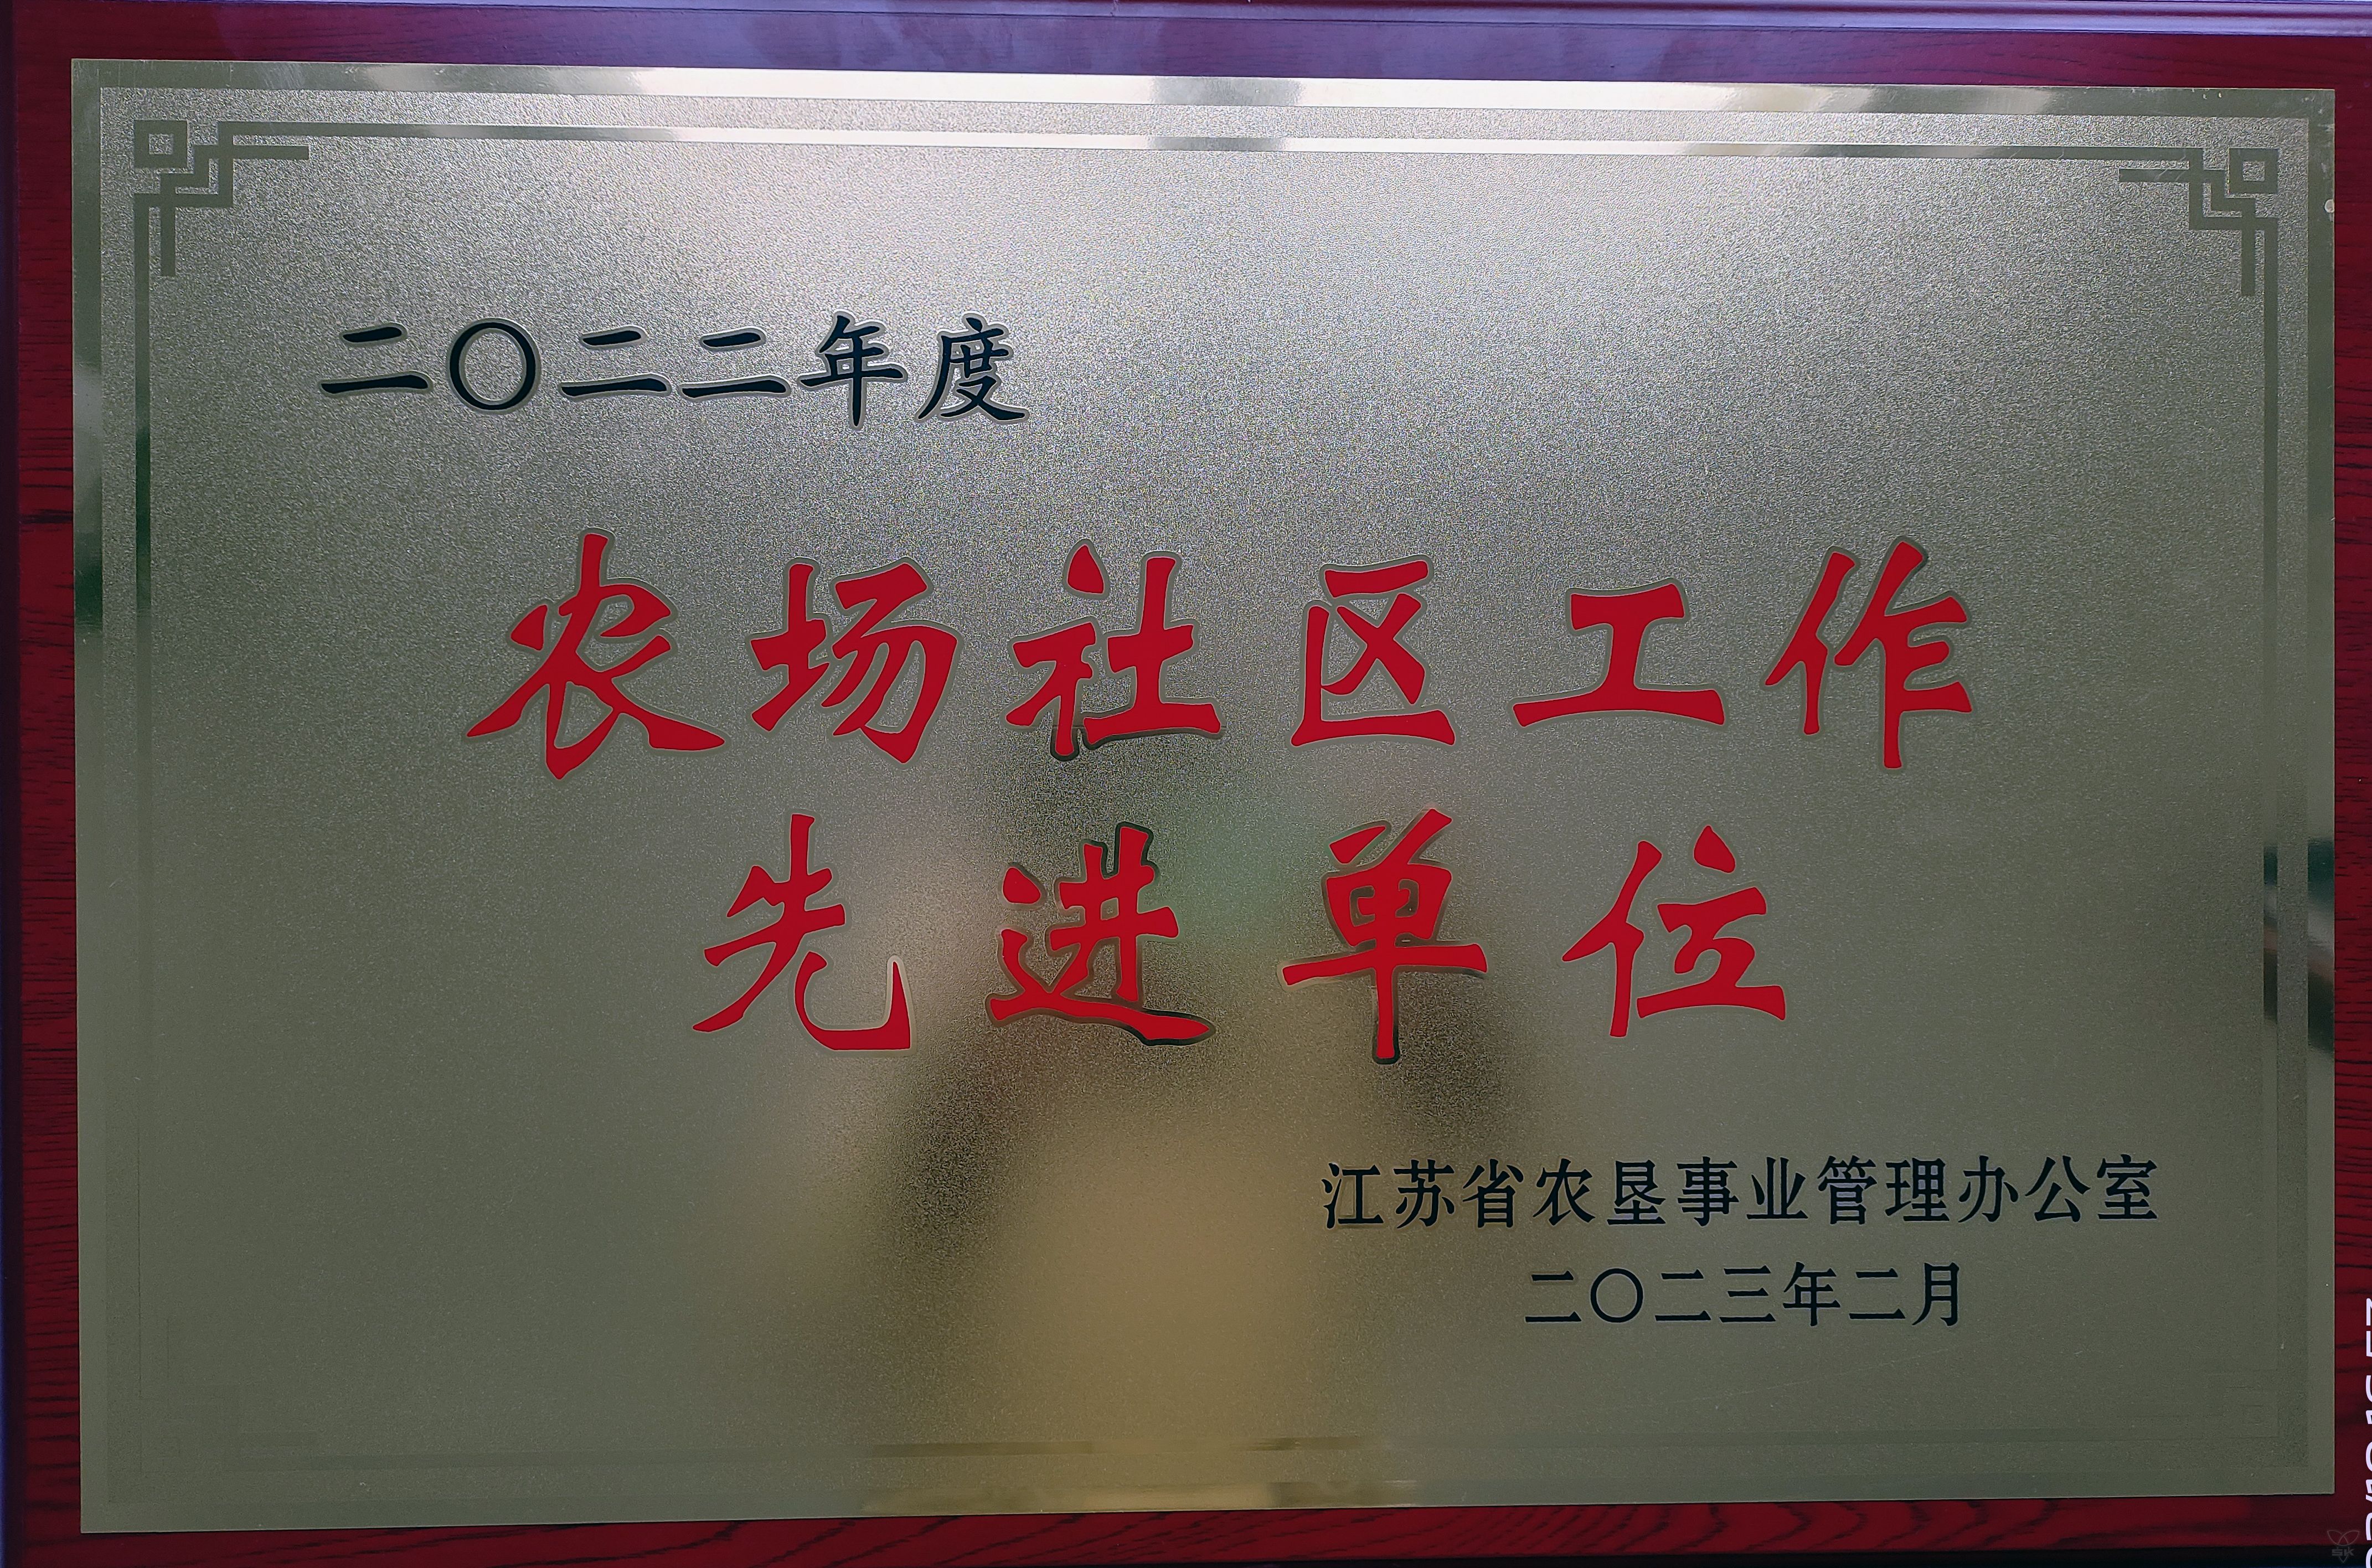 二〇二二年度
农场社区工作
先进单位
江苏省农垦事业管理办公室
二〇二三年二月